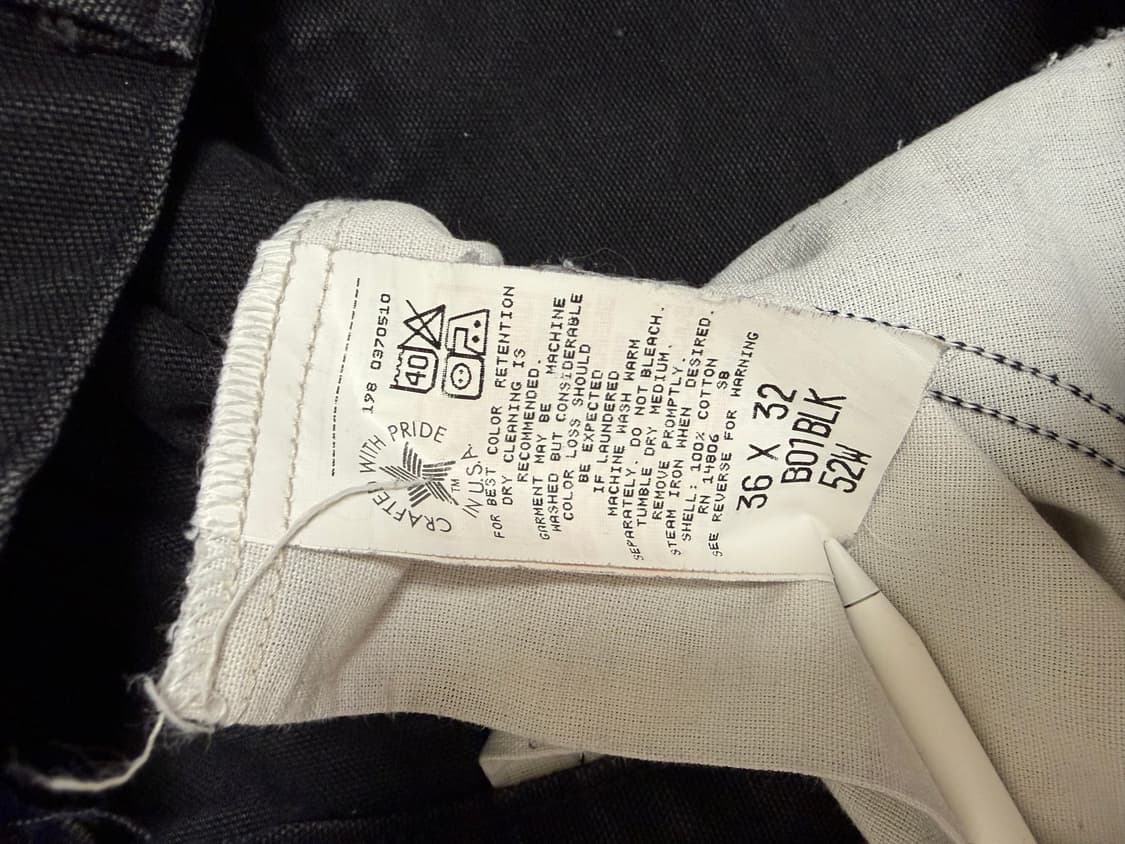 198 0370510
40
CRAFTED WITH PRIDE
IN U.S.A.
TM
FOR BEST COLOR RETENTION
DRY CLEANING IS
RECOMMENDED.
GARMENT MAY BE MACHINE
WASHED BUT CONSIDERABLE
COLOR LOSS SHOULD
BE EXPECTED
IF LAUNDERED
MACHINE WASH WARM
SEPARATELY. DO NOT BLEACH.
TUMBLE DRY MEDIUM.
REMOVE PROMPTLY.
STEAM IRON WHEN DESIRED.
SHELL: 100% COTTON
RN 14806 SB
SEE REVERSE FOR WARNING
36 X 32
B01BLK
52W